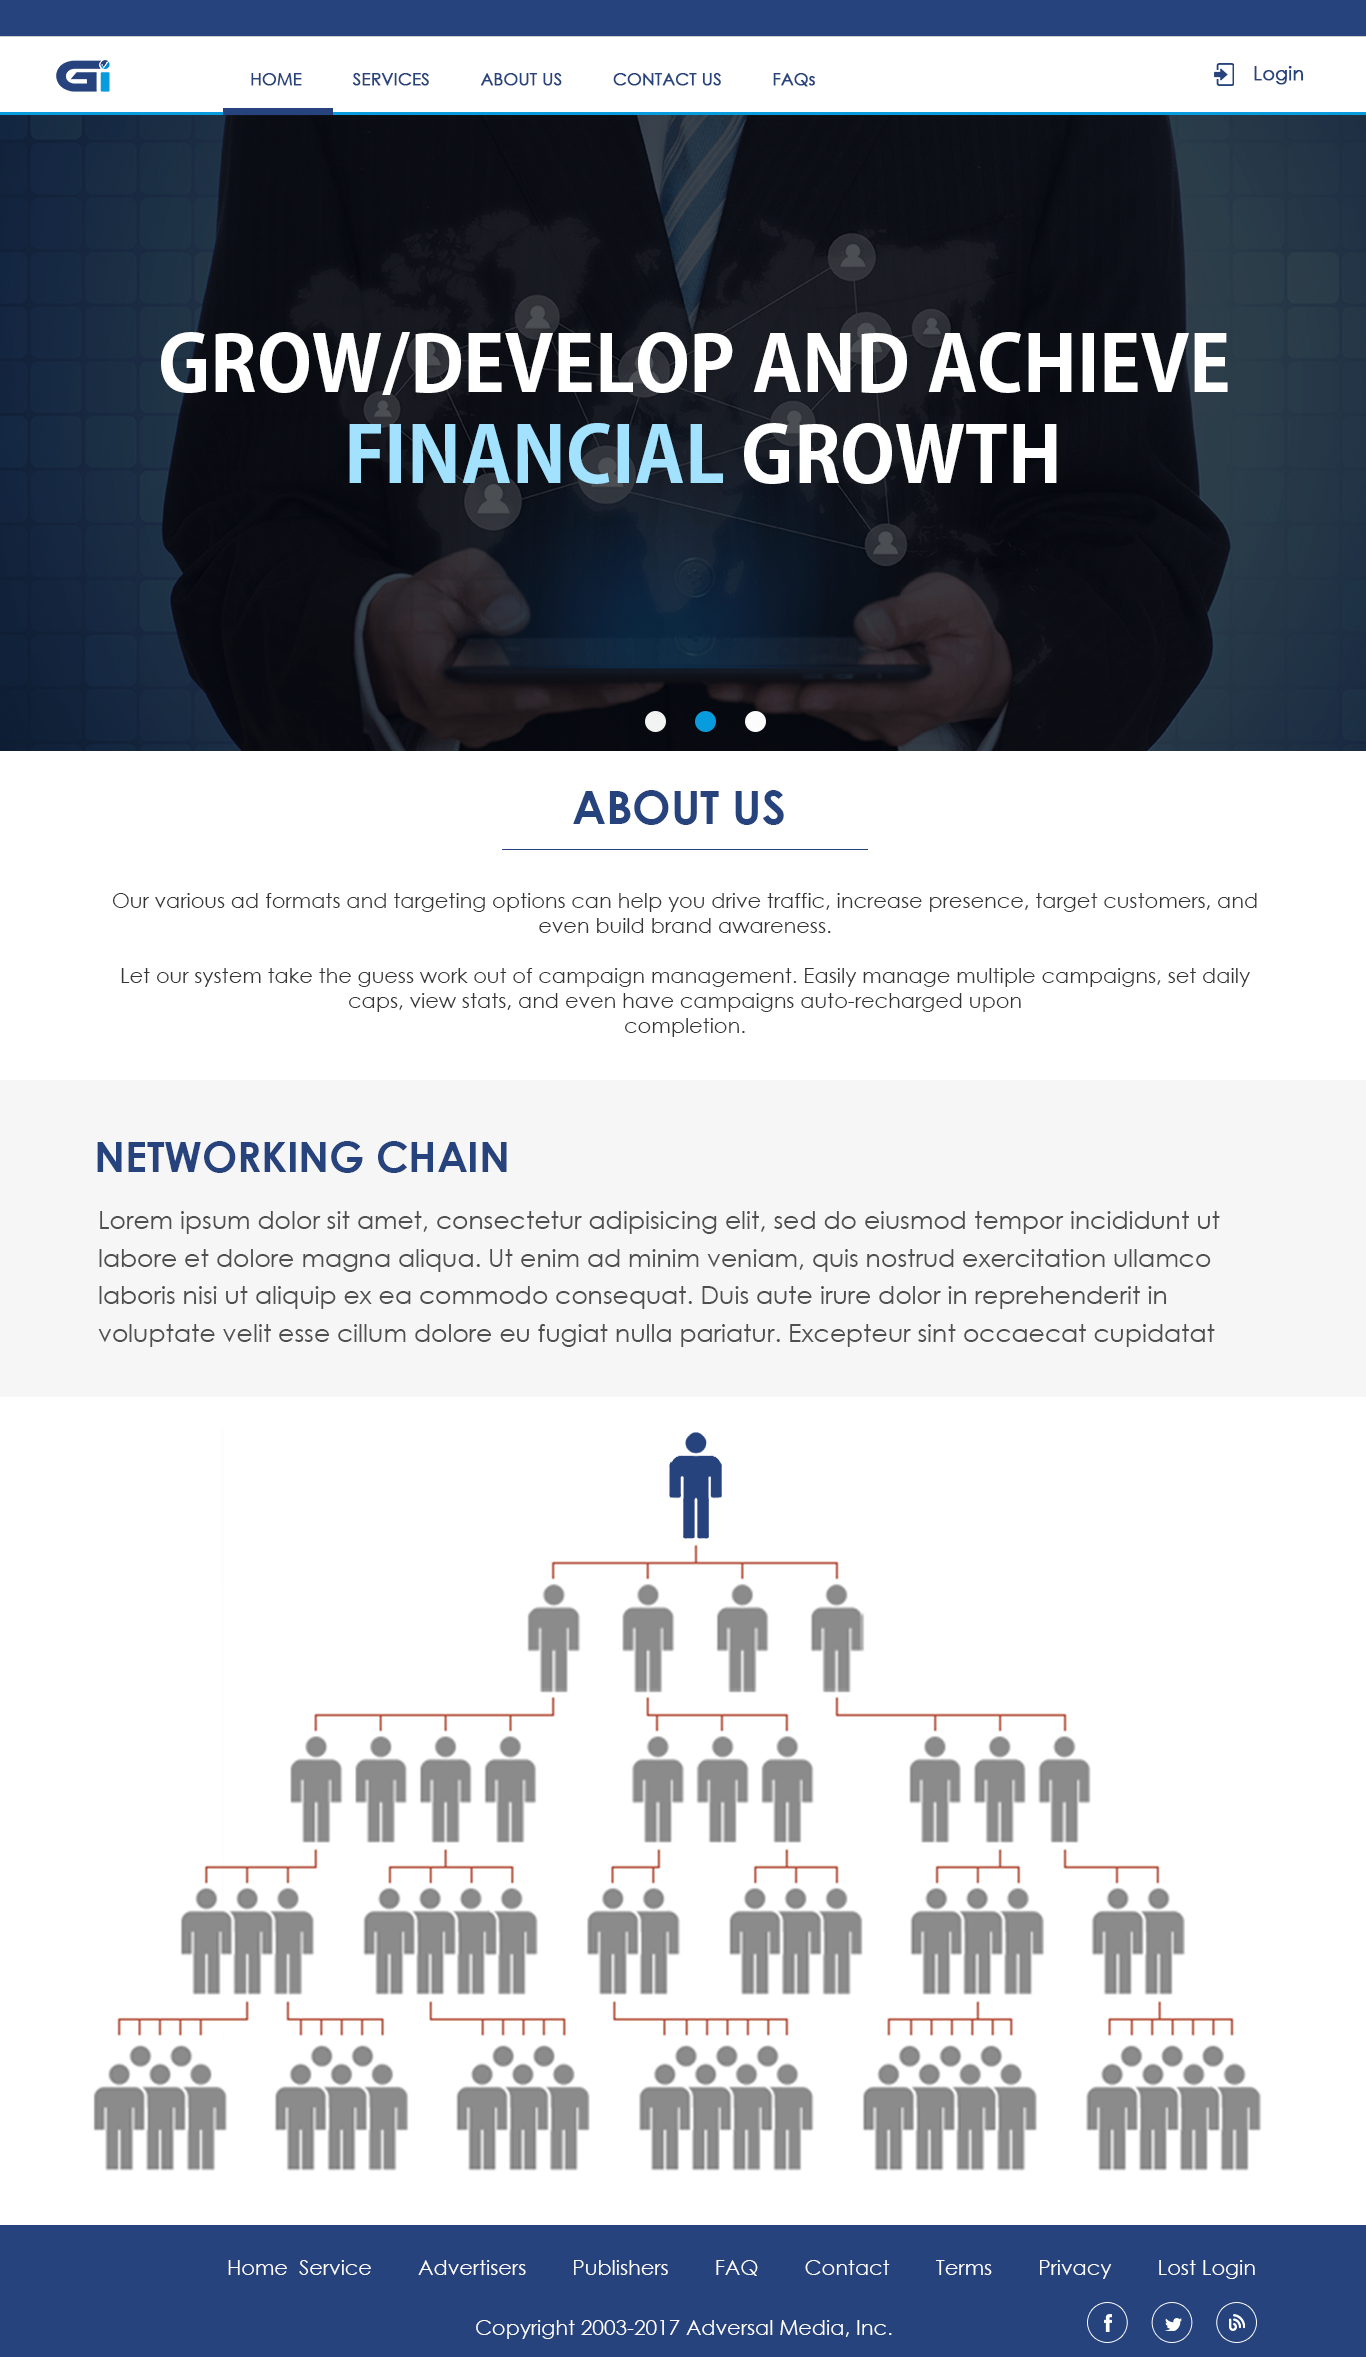 Gi
HOME SERVICES ABOUT US CONTACT US FAQs Login
GROW/DEVELOP AND ACHIEVE
FINANCIAL GROWTH
ABOUT US
Our various ad formats and targeting options can help you drive traffic, increase presence, target customers, and
even build brand awareness.
Let our system take the guess work out of campaign management. Easily manage multiple campaigns, set daily
caps, view stats, and even have campaigns auto-recharged upon
completion.
NETWORKING CHAIN
Lorem ipsum dolor sit amet, consectetur adipisicing elit, sed do eiusmod tempor incididunt ut
labore et dolore magna aliqua. Ut enim ad minim veniam, quis nostrud exercitation ullamco
laboris nisi ut aliquip ex ea commodo consequat. Duis aute irure dolor in reprehenderit in
voluptate velit esse cillum dolore eu fugiat nulla pariatur. Excepteur sint occaecat cupidatat
Home Service Advertisers Publishers FAQ Contact Terms Privacy Lost Login
Copyright 2003-2017 Adversal Media, Inc.